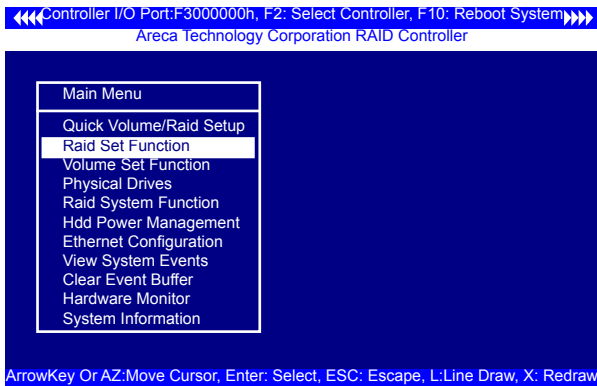 Controller I/O Port:F3000000h, F2: Select Controller, F10: Reboot System
Areca Technology Corporation RAID Controller
Main Menu
Quick Volume/Raid Setup
Raid Set Function
Volume Set Function
Physical Drives
Raid System Function
Hdd Power Management
Ethernet Configuration
View System Events
Clear Event Buffer
Hardware Monitor
System Information
ArrowKey Or AZ:Move Cursor, Enter: Select, ESC: Escape, L:Line Draw, X: Redraw